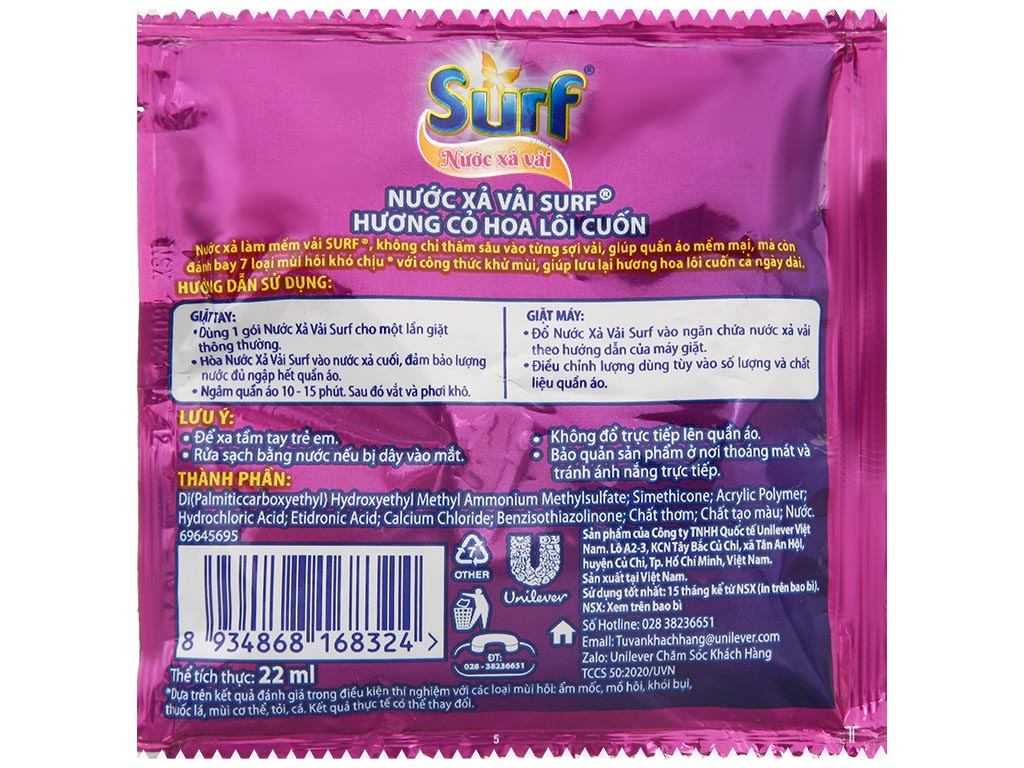 Surf®
Nước xả vải
NƯỚC XẢ VẢI SURF®
HƯƠNG CỎ HOA LÔI CUỐN
Nước xả làm mềm vải SURF®, không chỉ thấm sâu vào từng sợi vải, giúp quần áo mềm mại, mà còn
đánh bay 7 loại mùi hôi khó chịu * với công thức khử mùi, giúp lưu lại hương hoa lôi cuốn cả ngày dài.
HƯỚNG DẪN SỬ DỤNG:
GIẶT TAY:
• Dùng 1 gói Nước Xả Vải Surf cho một lần giặt
thông thường.
• Hòa Nước Xả Vải Surf vào nước xả cuối, đảm bảo lượng
nước đủ ngập hết quần áo.
• Ngâm quần áo 10 - 15 phút. Sau đó vắt và phơi khô.
GIẶT MÁY:
• Đổ Nước Xả Vải Surf vào ngăn chứa nước xả vải
theo hướng dẫn của máy giặt.
• Điều chỉnh lượng dùng tùy vào số lượng và chất
liệu quần áo.
LƯU Ý:
• Để xa tầm tay trẻ em.
• Rửa sạch bằng nước nếu bị dây vào mắt.
• Không đổ trực tiếp lên quần áo.
• Bảo quản sản phẩm ở nơi thoáng mát và
tránh ánh nắng trực tiếp.
THÀNH PHẦN:
Di(Palmiticcarboxyethyl) Hydroxyethyl Methyl Ammonium Methylsulfate; Simethicone; Acrylic Polymer;
Hydrochloric Acid; Etidronic Acid; Calcium Chloride; Benzisothiazolinone; Chất thơm; Chất tạo màu; Nước.
69645695
8 934868 168324 >
7
OTHER
Unilever
ĐT:
028 - 38236651
Sản phẩm của Công ty TNHH Quốc tế Unilever Việt
Nam. Lô A2-3, KCN Tây Bắc Củ Chi, xã Tân An Hội,
huyện Củ Chi, Tp. Hồ Chí Minh, Việt Nam.
Sản xuất tại Việt Nam.
Sử dụng tốt nhất: 15 tháng kể từ NSX (in trên bao bì).
NSX: Xem trên bao bì
Số Hotline: 028 38236651
Email: Tuvankhachhang@unilever.com
Zalo: Unilever Chăm Sóc Khách Hàng
TCCS 50:2020/UVN
Thể tích thực: 22 ml
*Dựa trên kết quả đánh giá trong điều kiện thí nghiệm với các loại mùi hôi: ẩm mốc, mồ hôi, khói bụi,
thuốc lá, mùi cơ thể, tỏi, cá. Kết quả thực tế có thể thay đổi.
5